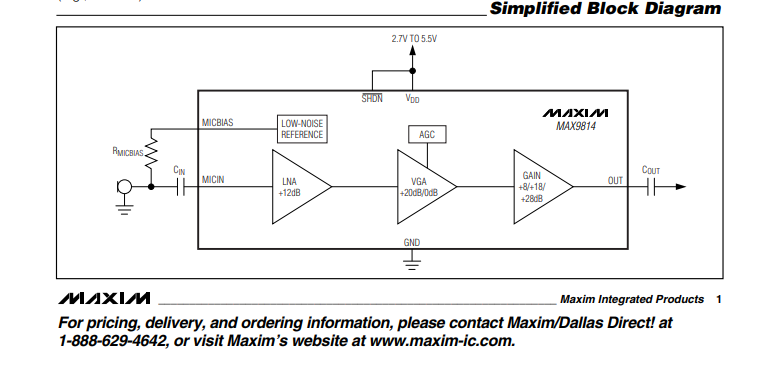 Simplified Block Diagram
2.7V TO 5.5V
SHDN VDD
MAXIM
MAX9814
MICBIAS
LOW-NOISE
REFERENCE
AGC
RMICBIAS
CIN
MICIN
LNA
+12dB
VGA
+20dB/0dB
GAIN
+8/+18/
+28dB
OUT
COUT
GND
MAXIM Maxim Integrated Products 1
For pricing, delivery, and ordering information, please contact Maxim/Dallas Direct! at
1-888-629-4642, or visit Maxim's website at www.maxim-ic.com.